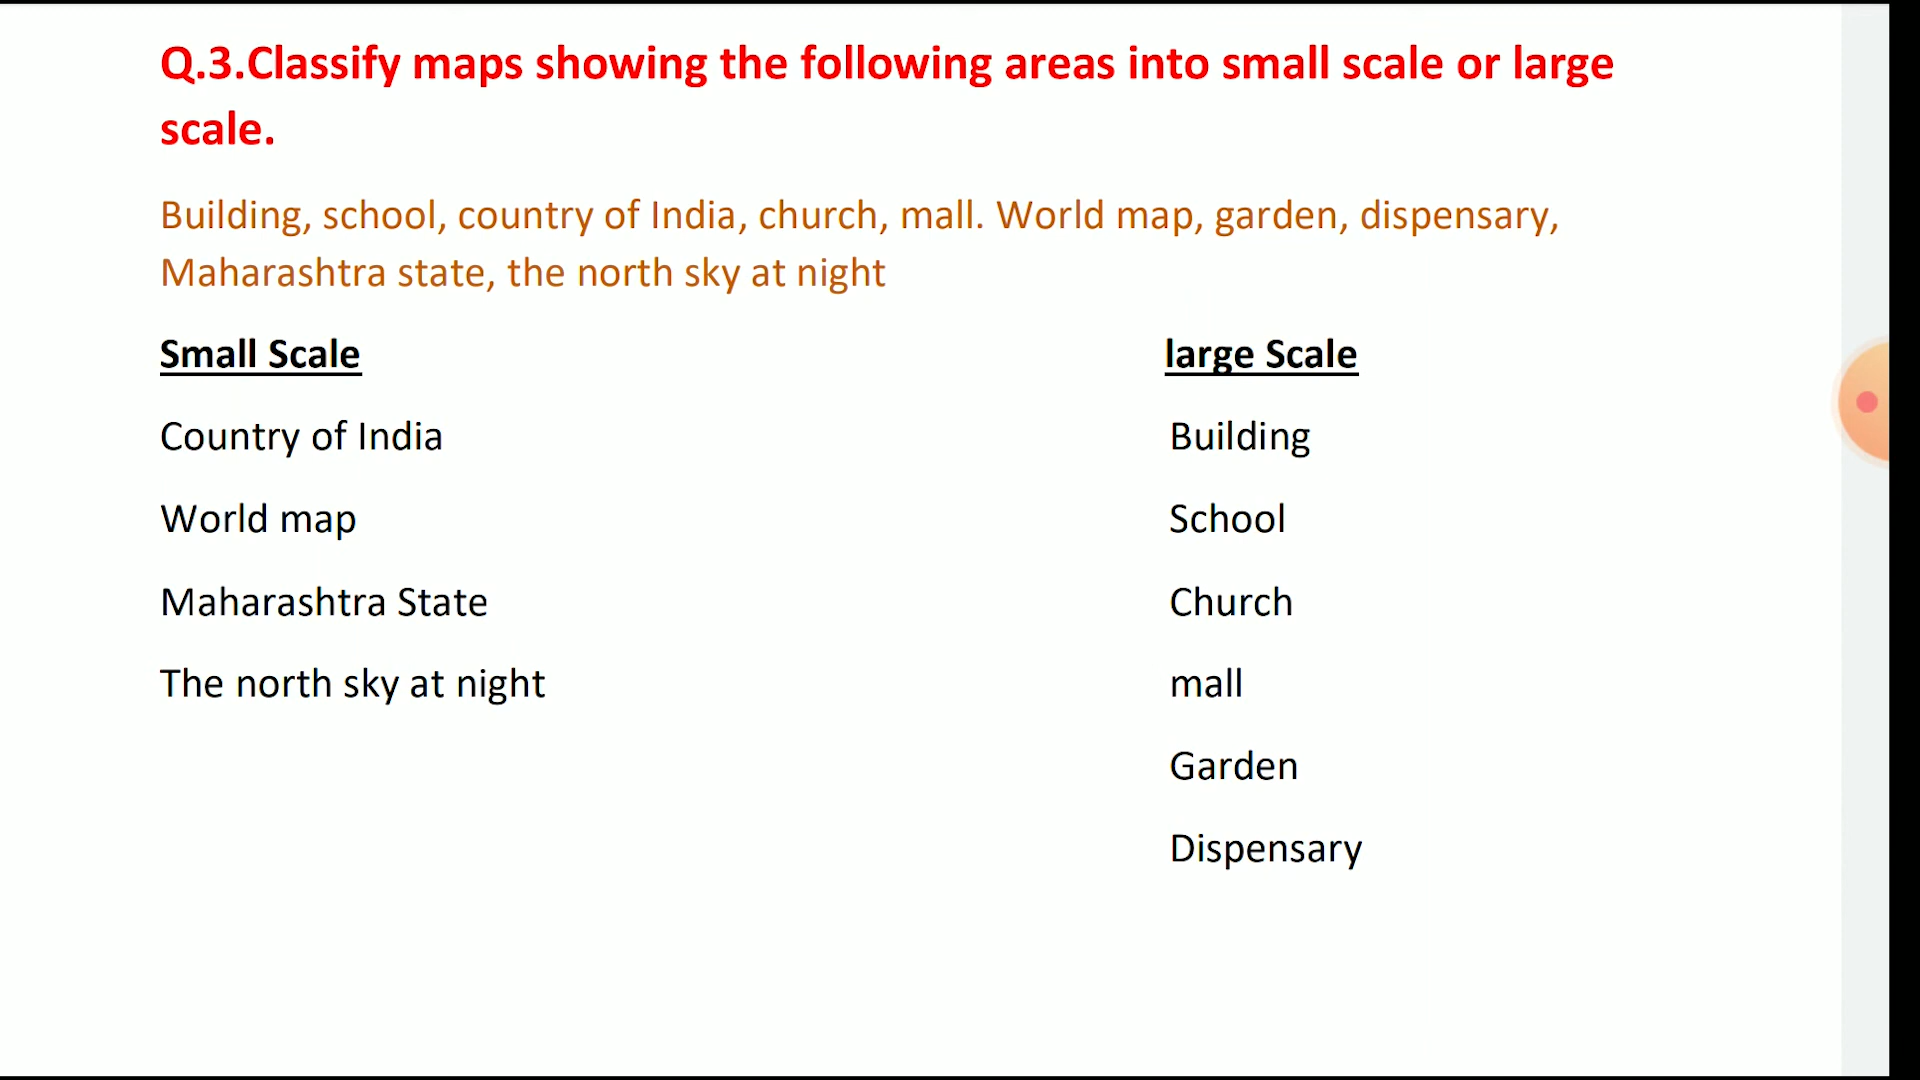 Q.3.Classify maps showing the following areas into small scale or large
scale.
Building, school, country of India, church, mall. World map, garden, dispensary,
Maharashtra state, the north sky at night
Small Scale
large Scale
Country of India
Building
World map
School
Maharashtra State
Church
The north sky at night
mall
Garden
Dispensary